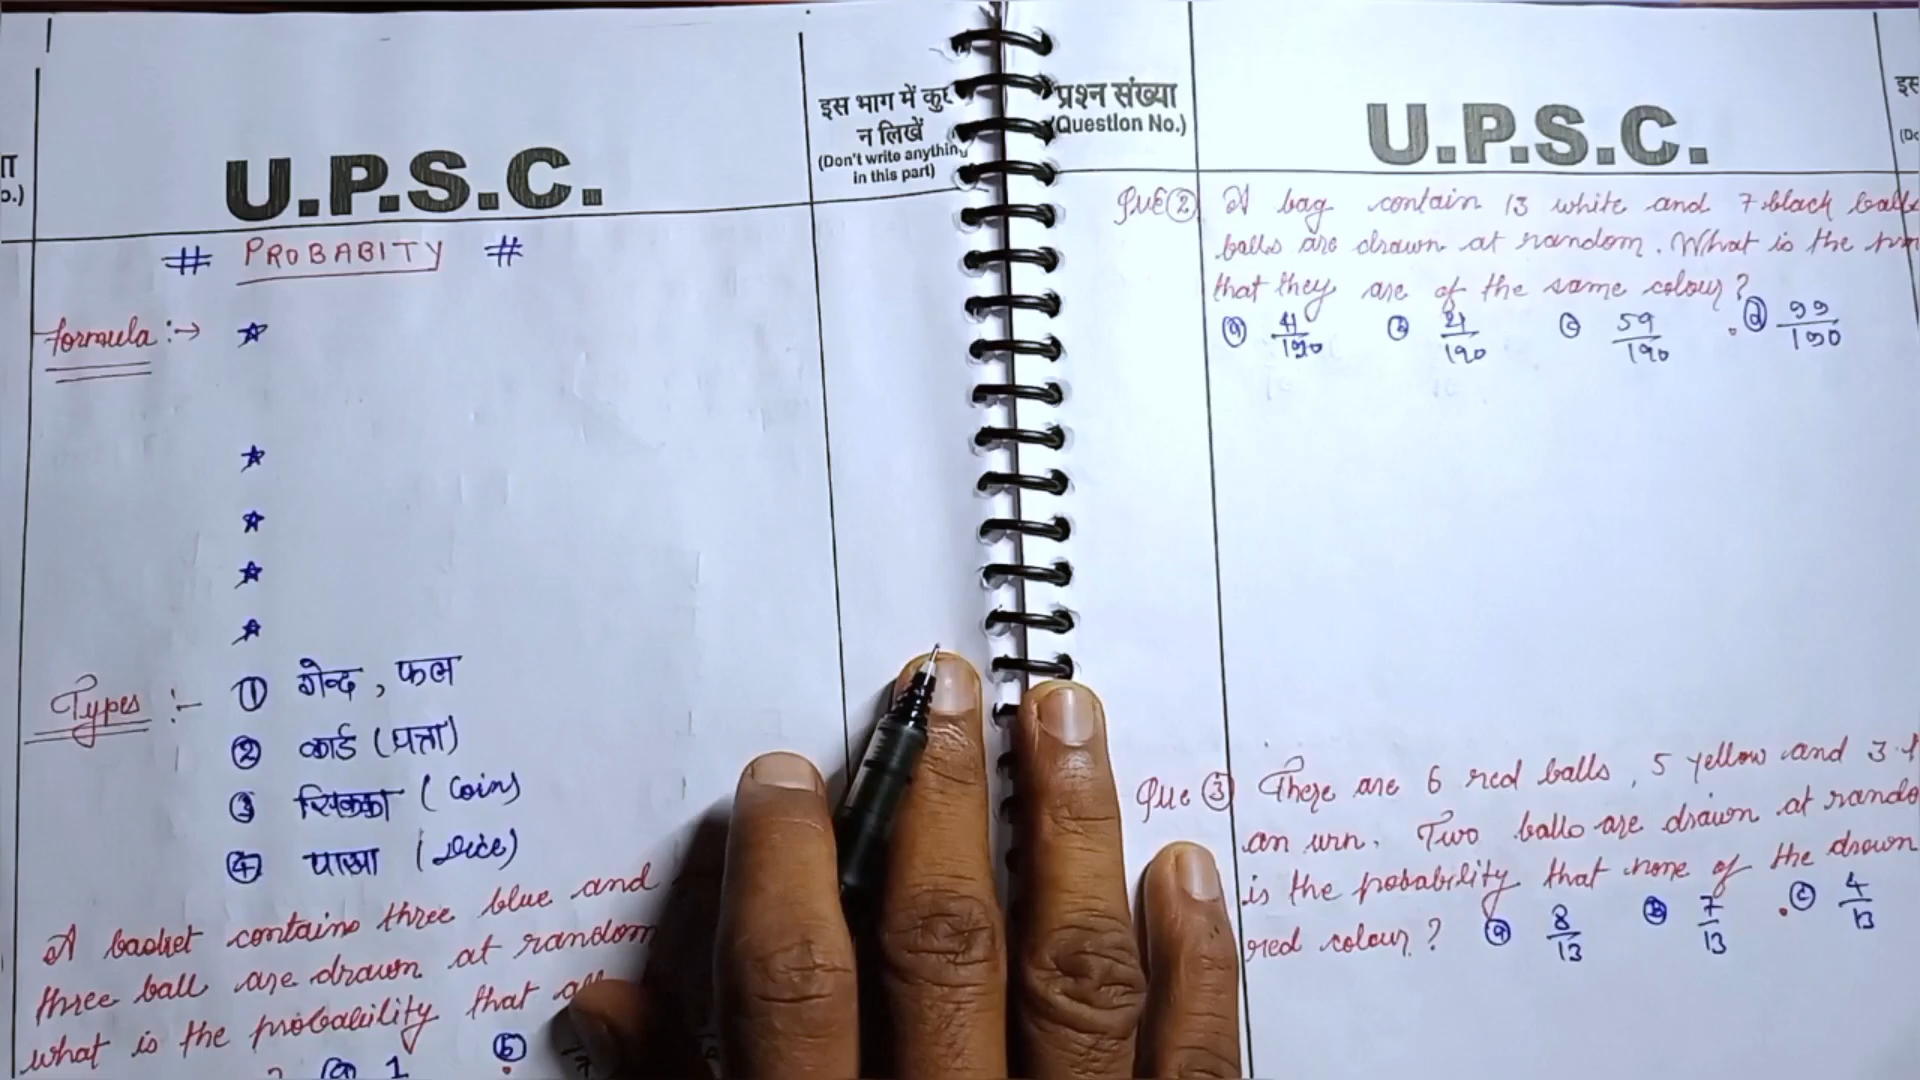 U.P.S.C.
इस भाग में कुछ
न लिखें
(Don't write anything
in this part)
# PROBABITY #
formula :→
Types :-
① गेन्द , फल
② कार्ड (पत्ता)
③ सिक्का (Coin)
④ पासा (Dice)
A basket contains three blue and
three ball are drawn at random
what is the probability that
1
ⓑ
प्रश्न संख्या
(Question No.)
U.P.S.C.
इस
Que ② A bag contain 13 white and 7 black balls
balls are drawn at random. What is the
that they are of the same colour ?
ⓐ 41/190 ⓑ 21/190 ⓒ 59/190 ⓓ 99/190
Que ③ There are 6 red balls, 5 yellow and 3
an urn. Two balls are drawn at rando
is the probability that none of the drawn
red colour ? ⓐ 8/13 ⓑ 7/13 ⓒ 4/13